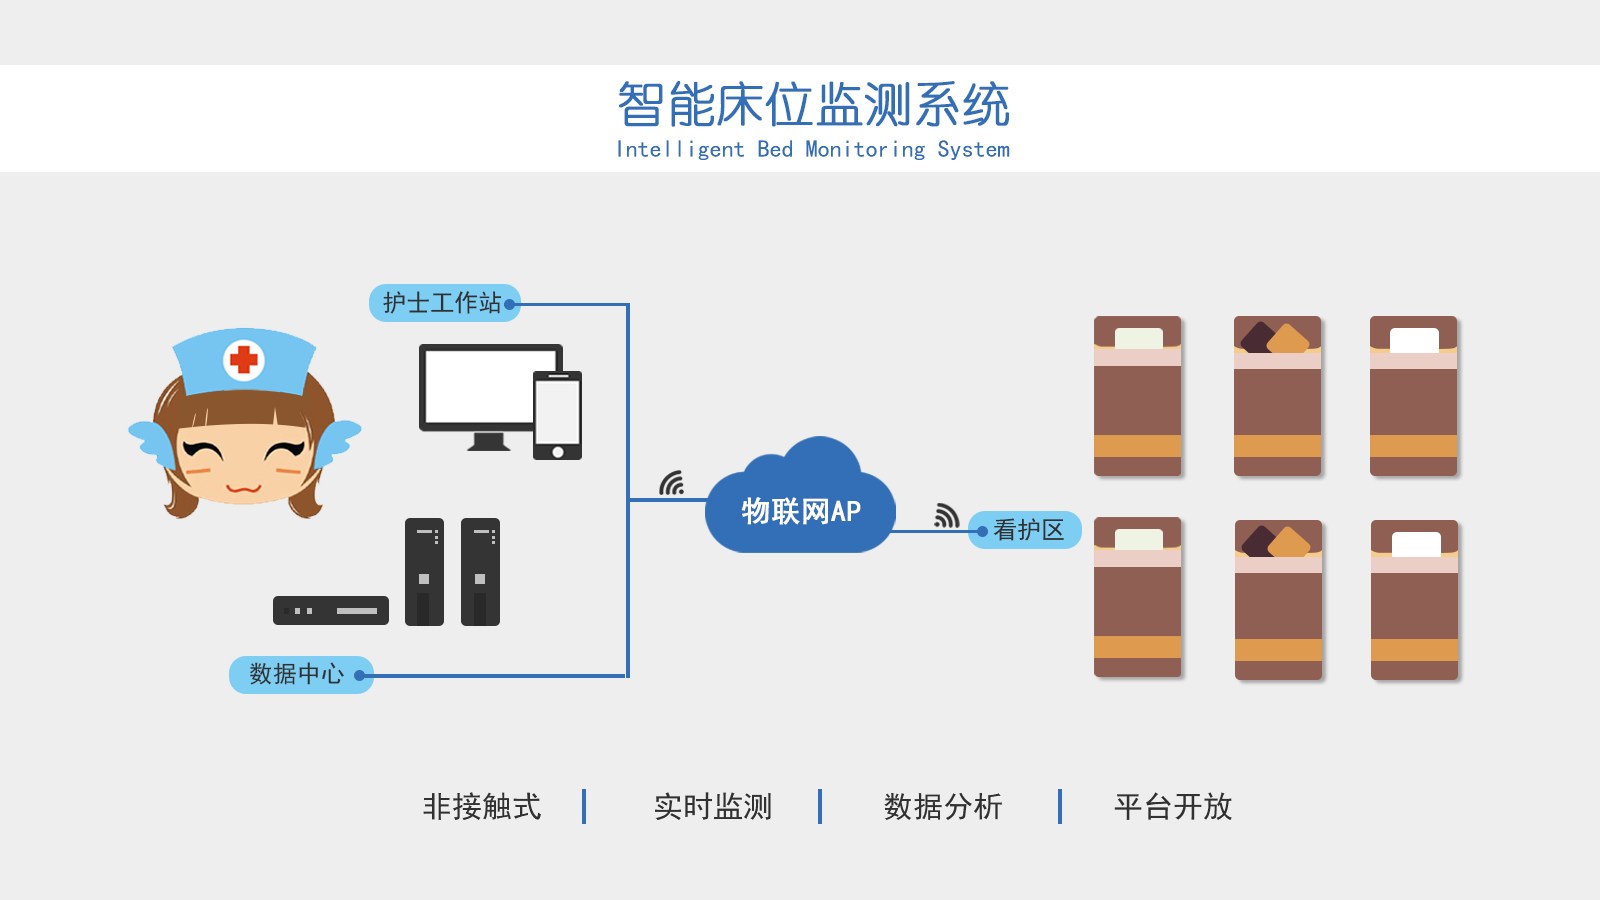 智能床位监测系统
Intelligent Bed Monitoring System
护士工作站
物联网AP
看护区
数据中心
非接触式
实时监测
数据分析
平台开放